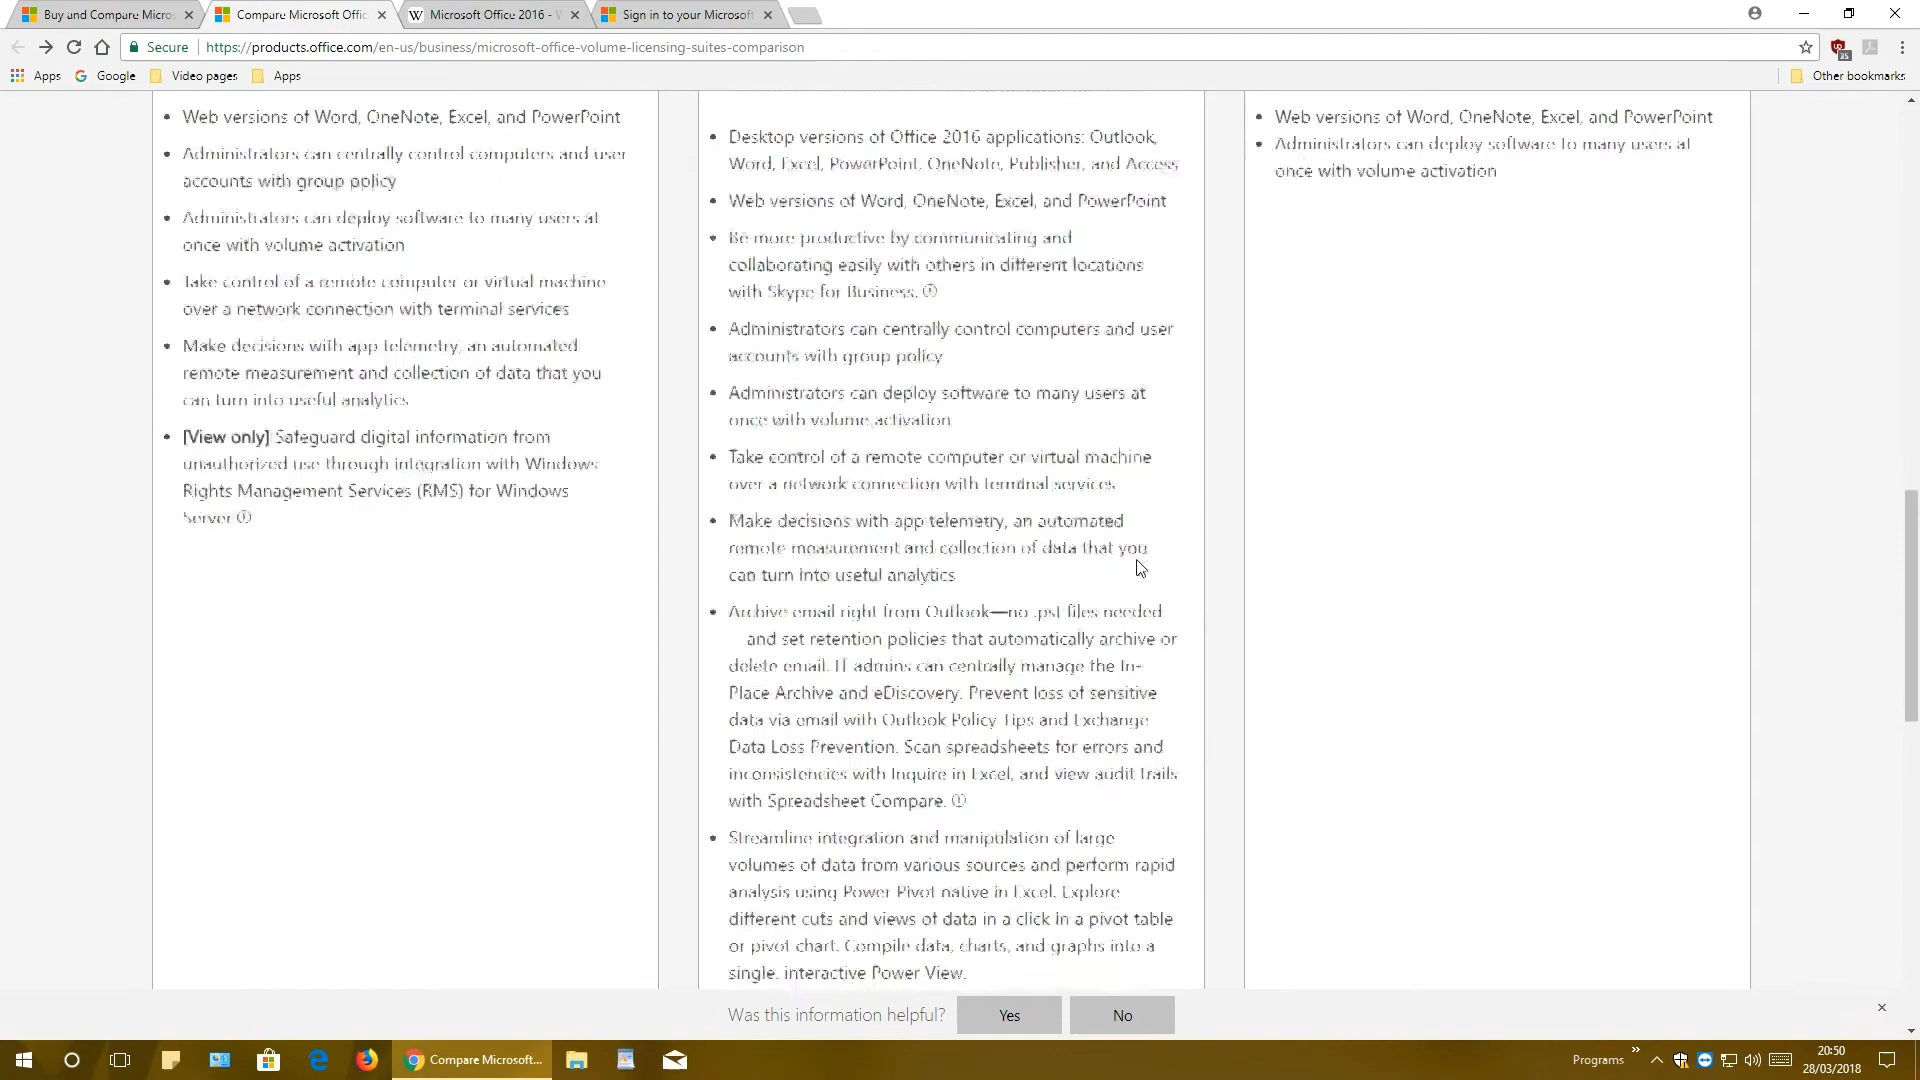 Buy and Compare Micros
Compare Microsoft Offic
Microsoft Office 2016 - W
Sign in to your Microsoft
Secure
https://products.office.com/en-us/business/microsoft-office-volume-licensing-suites-comparison
Apps
Google
Video pages
Apps
Other bookmarks
Web versions of Word, OneNote, Excel, and PowerPoint
Administrators can centrally control computers and user
accounts with group policy
Administrators can deploy software to many users at
once with volume activation
Take control of a remote computer or virtual machine
over a network connection with terminal services
Make decisions with app telemetry, an automated
remote measurement and collection of data that you
can turn into useful analytics
[View only] Safeguard digital information from
unauthorized use through integration with Windows
Rights Management Services (RMS) for Windows
Server
Desktop versions of Office 2016 applications: Outlook,
Word, Excel, PowerPoint, OneNote, Publisher, and Access
Web versions of Word, OneNote, Excel, and PowerPoint
Be more productive by communicating and
collaborating easily with others in different locations
with Skype for Business.
Administrators can centrally control computers and user
accounts with group policy
Administrators can deploy software to many users at
once with volume activation
Take control of a remote computer or virtual machine
over a network connection with terminal services
Make decisions with app telemetry, an automated
remote measurement and collection of data that you
can turn into useful analytics
Archive email right from Outlook—no .pst files needed
and set retention policies that automatically archive or
delete email. IT admins can centrally manage the In-
Place Archive and eDiscovery. Prevent loss of sensitive
data via email with Outlook Policy Tips and Exchange
Data Loss Prevention. Scan spreadsheets for errors and
inconsistencies with Inquire in Excel, and view audit trails
with Spreadsheet Compare.
Streamline integration and manipulation of large
volumes of data from various sources and perform rapid
analysis using Power Pivot native in Excel. Explore
different cuts and views of data in a click in a pivot table
or pivot chart. Compile data, charts, and graphs into a
single, interactive Power View.
Web versions of Word, OneNote, Excel, and PowerPoint
Administrators can deploy software to many users at
once with volume activation
Was this information helpful?
Yes
No
Compare Microsoft...
Programs
20:50
28/03/2018